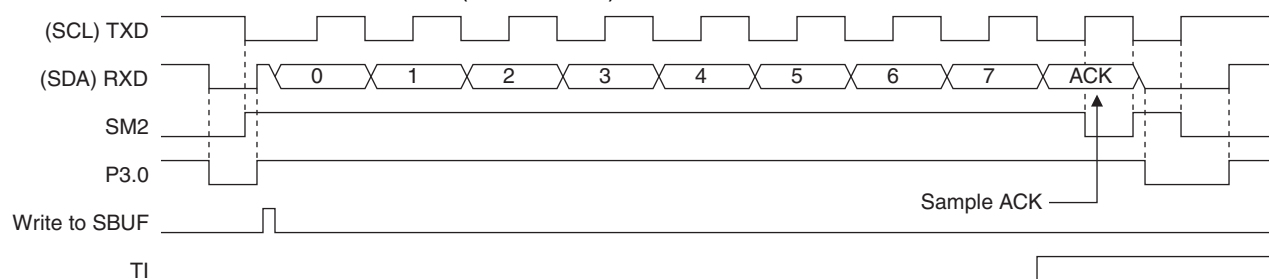 (SCL) TXD
(SDA) RXD 0 1 2 3 4 5 6 7 ACK
SM2
P3.0
Sample ACK
Write to SBUF
TI